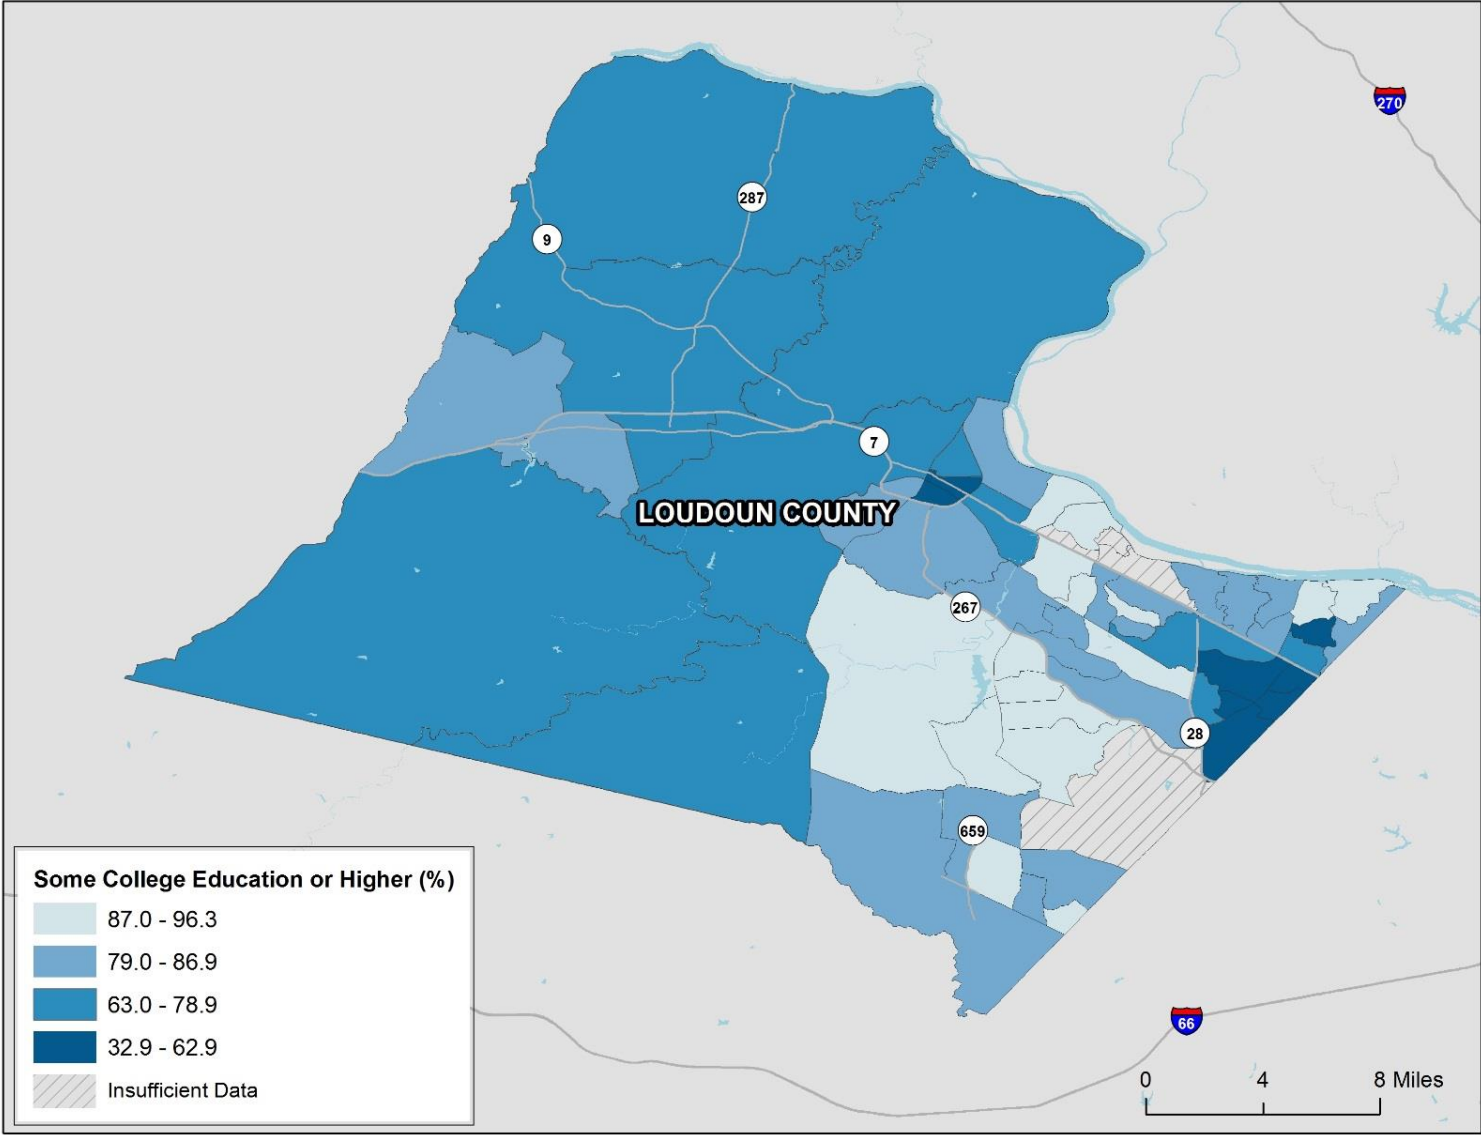 270
287
9
7
LOUDOUN COUNTY
267
28
659
Some College Education or Higher (%)
87.0 - 96.3
79.0 - 86.9
63.0 - 78.9
32.9 - 62.9
Insufficient Data
66
0 4 8 Miles